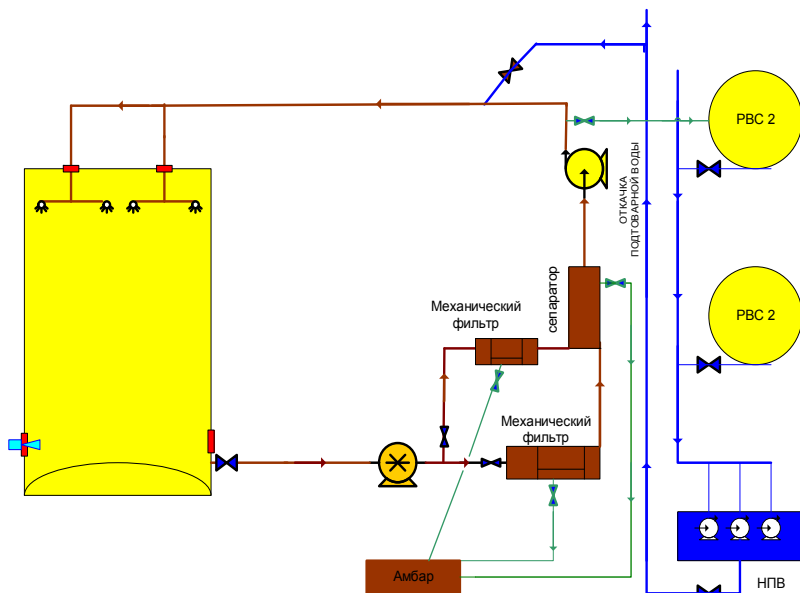 РВС 2
ОТКАЧКА
ПОДТОВАРНОЙ ВОДЫ
сепаратор
Механический
фильтр
РВС 2
Механический
фильтр
Амбар
НПВ